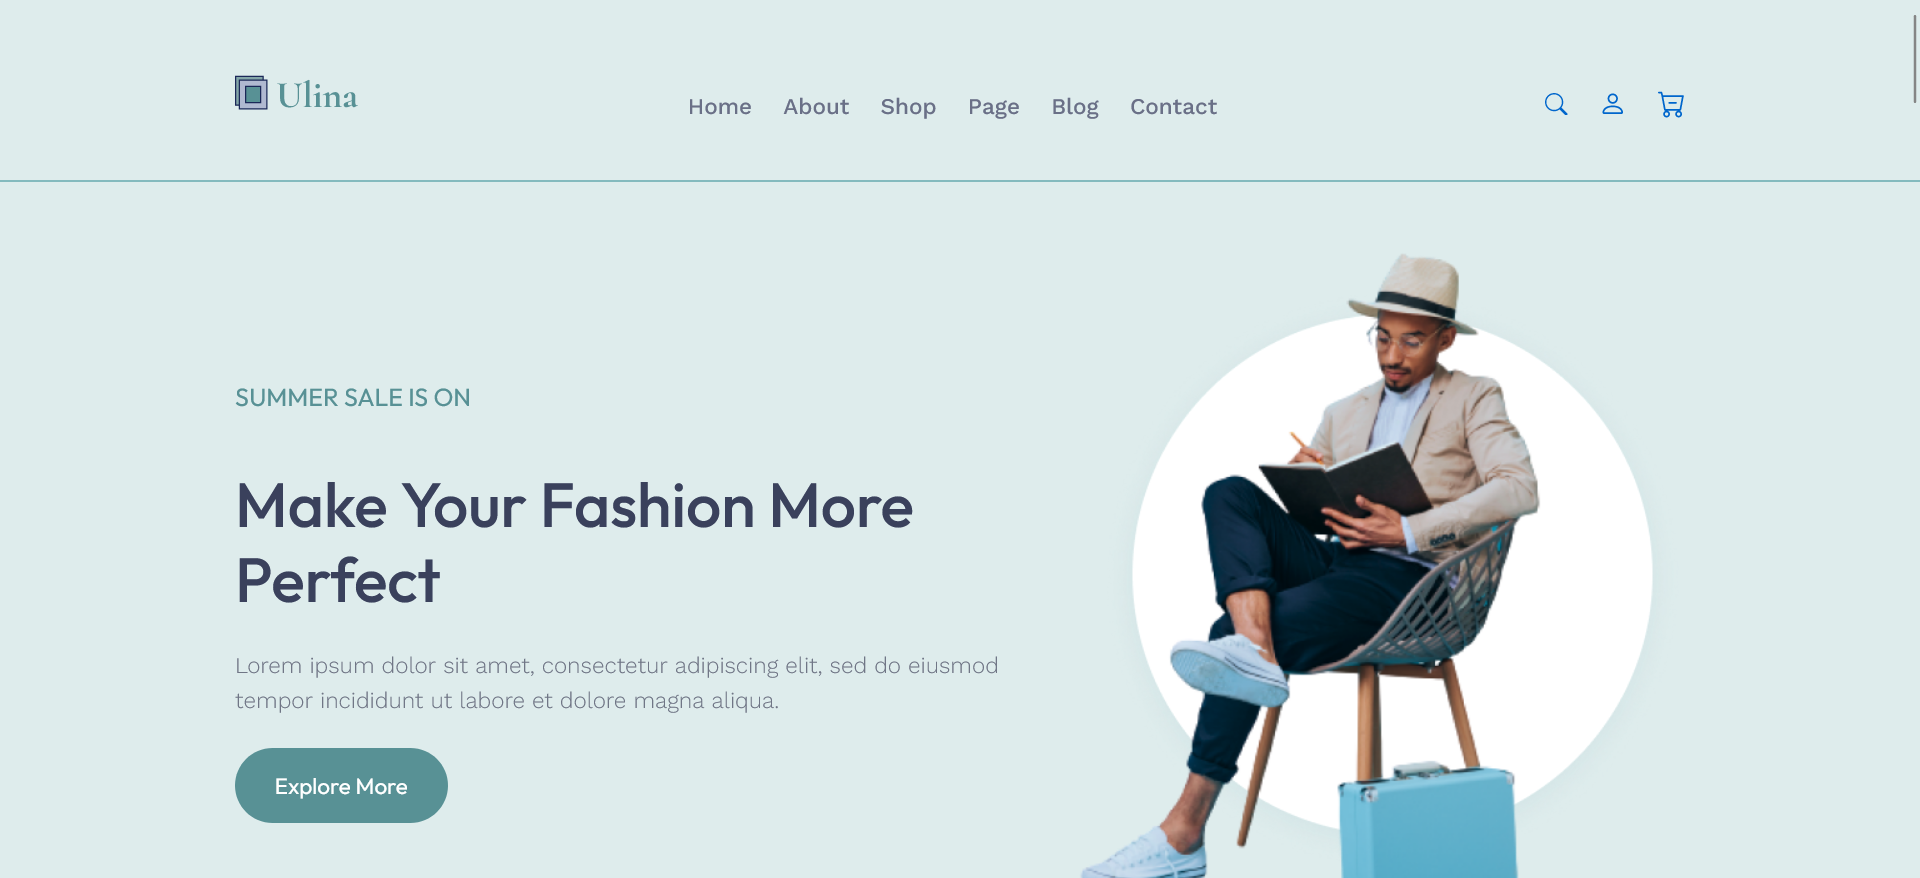 Ulina
Home About Shop Page Blog Contact
SUMMER SALE IS ON
Make Your Fashion More
Perfect
Lorem ipsum dolor sit amet, consectetur adipiscing elit, sed do eiusmod
tempor incididunt ut labore et dolore magna aliqua.
Explore More